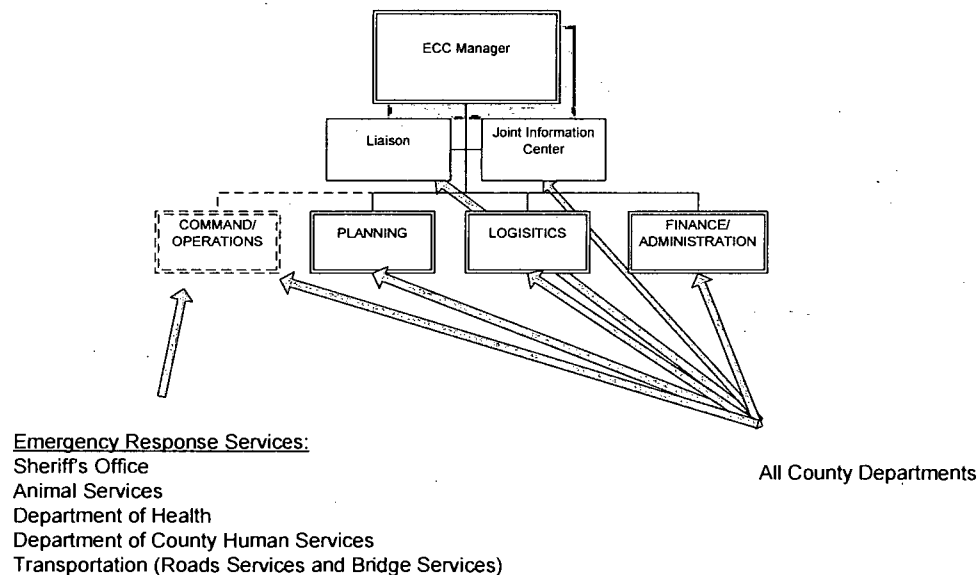 ECC Manager
Liaison
Joint Information
Center
COMMAND/
OPERATIONS
PLANNING
LOGISITICS
FINANCE/
ADMINISTRATION
Emergency Response Services:
Sheriff's Office
Animal Services
Department of Health
Department of County Human Services
Transportation (Roads Services and Bridge Services)
All County Departments